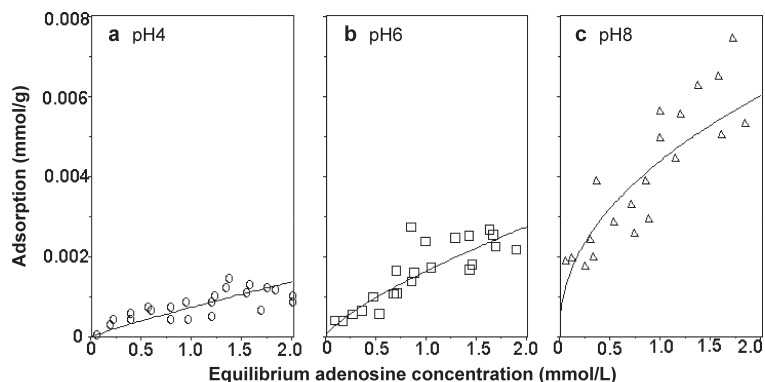 a pH4
b pH6
c pH8
0.008
0.006
0.004
0.002
0
Adsorption (mmol/g)
0 0.5 1.0 1.5 2.0 0 0.5 1.0 1.5 2.0 0 0.5 1.0 1.5 2.0
Equilibrium adenosine concentration (mmol/L)